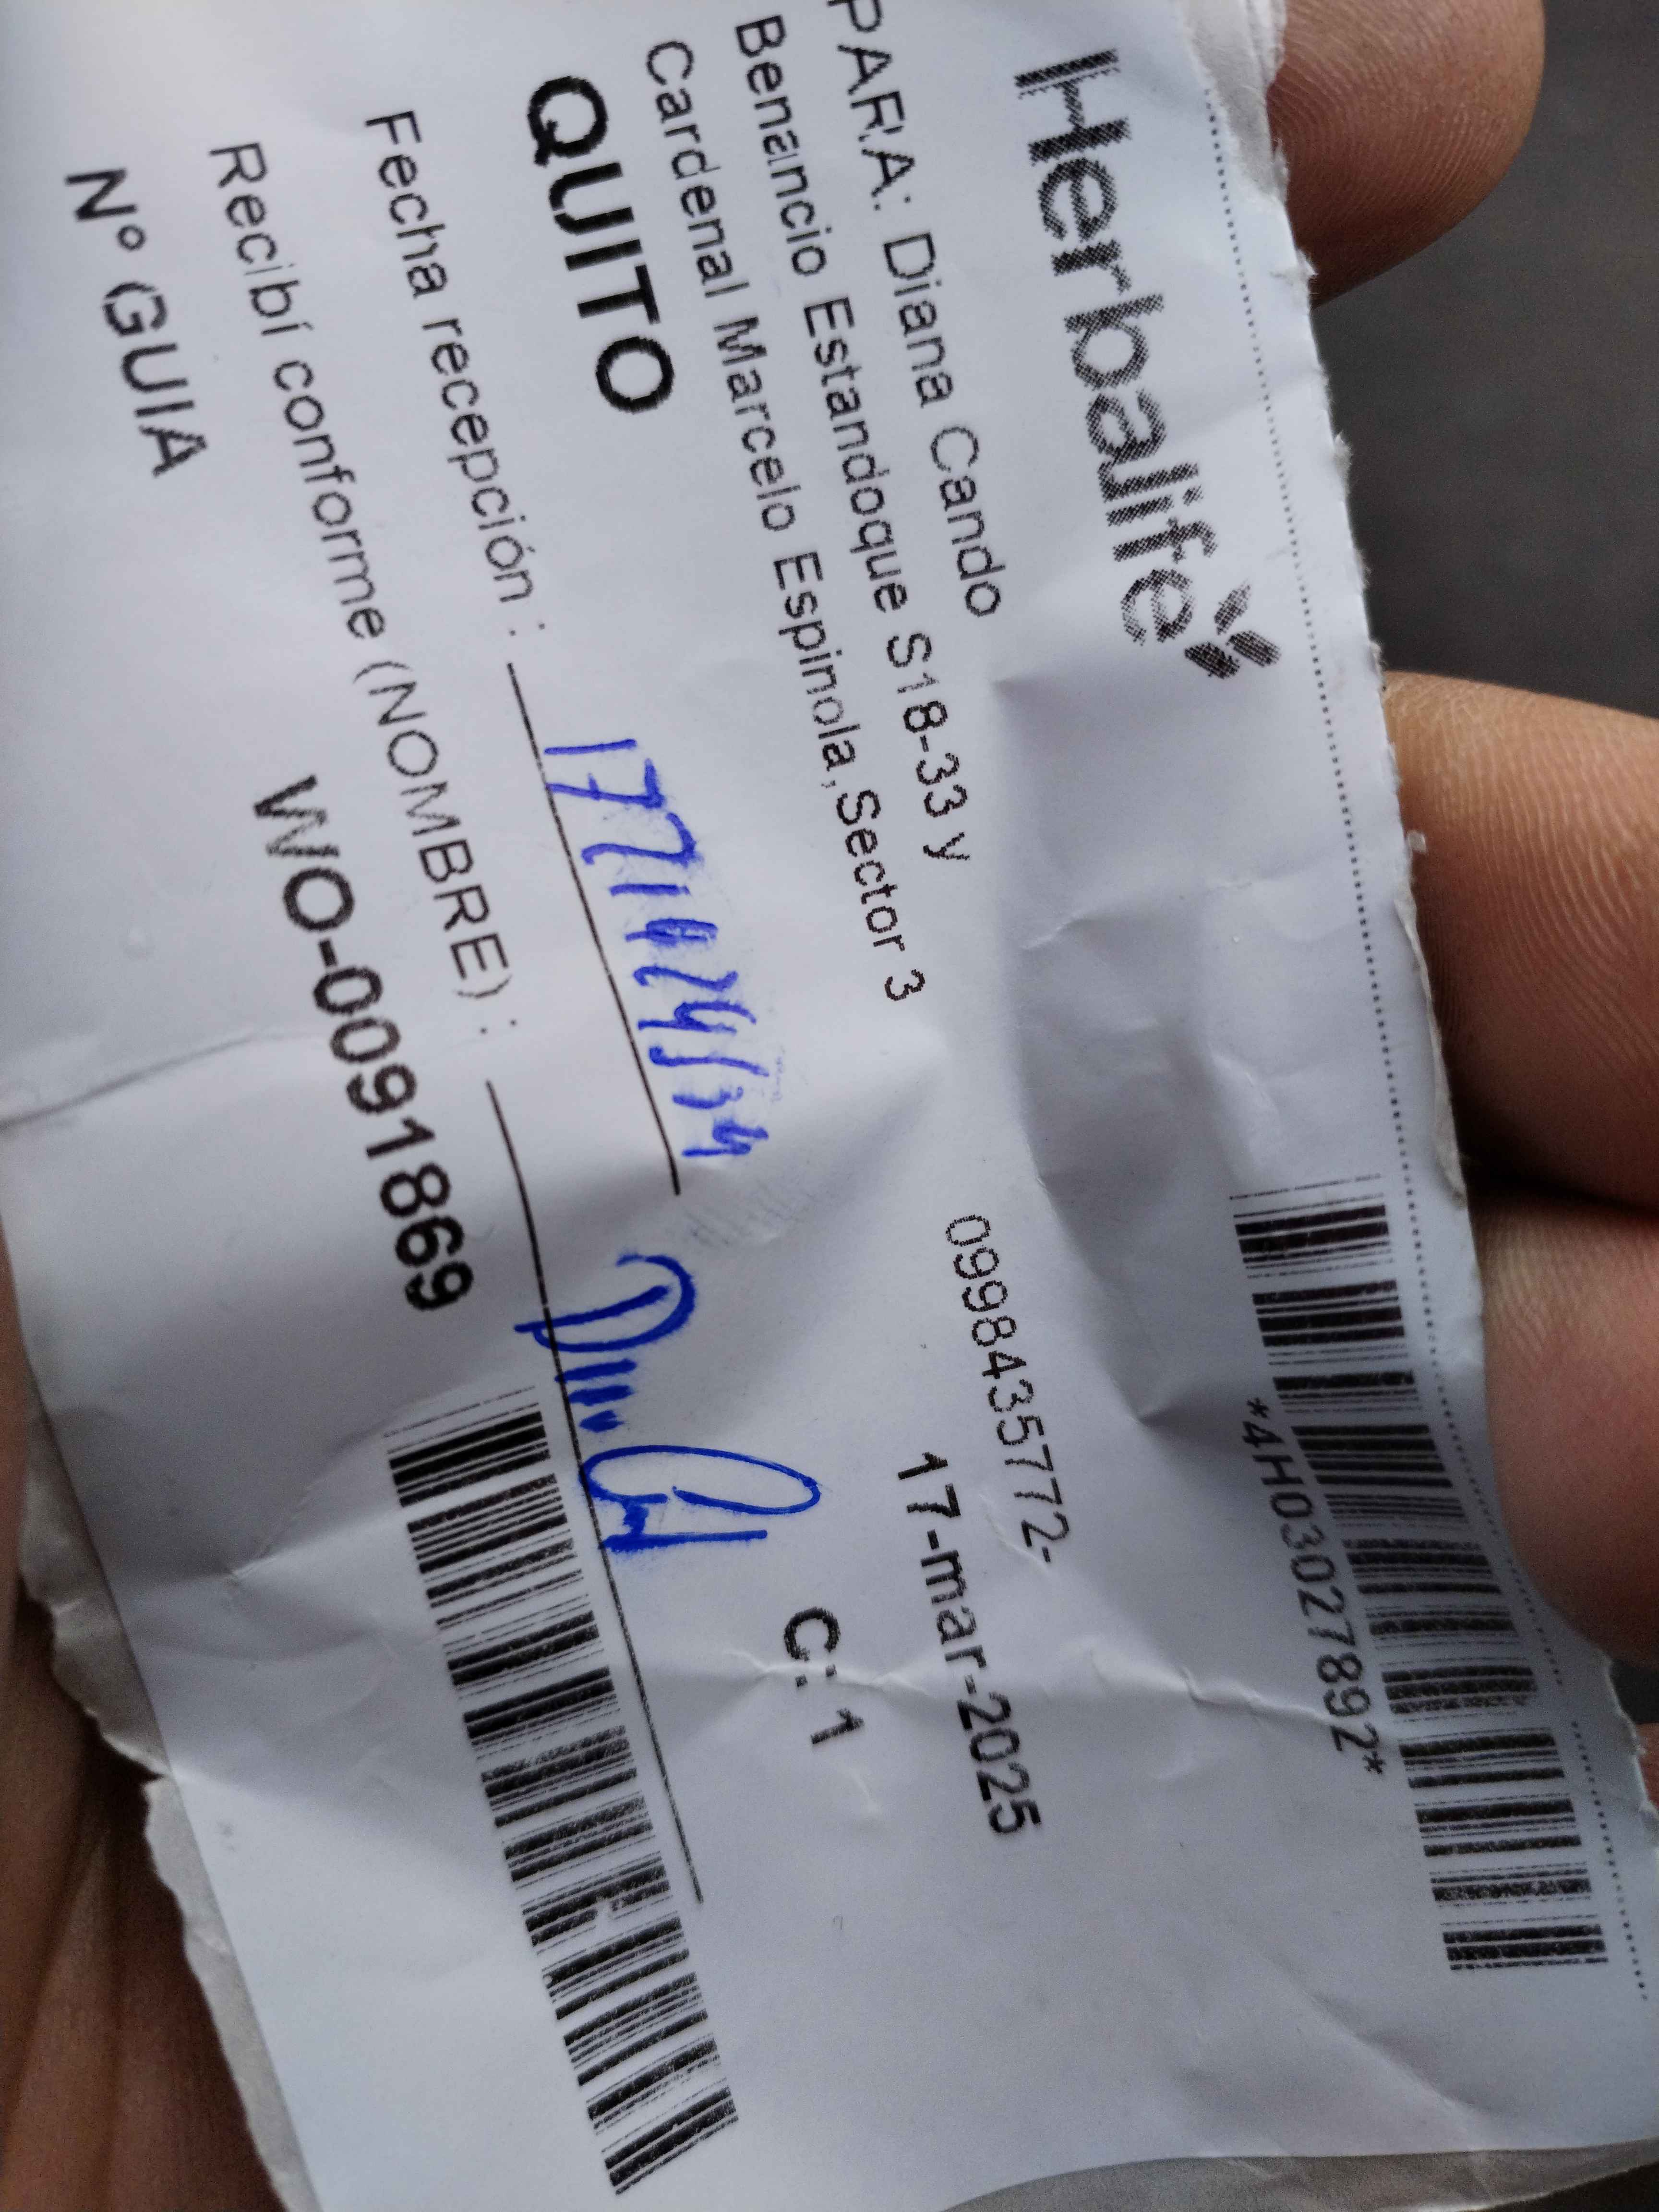 Herbalife
*4H03027892*
PARA: Diana Cando
0998435772-
Benancio Estandoque S18-33 y
17-mar-2025
Cardenal Marcelo Espinola,Sector 3
QUITO
C: 1
Fecha recepción :
Recibí conforme (NOMBRE) :
N° GUIA
WO-0091869